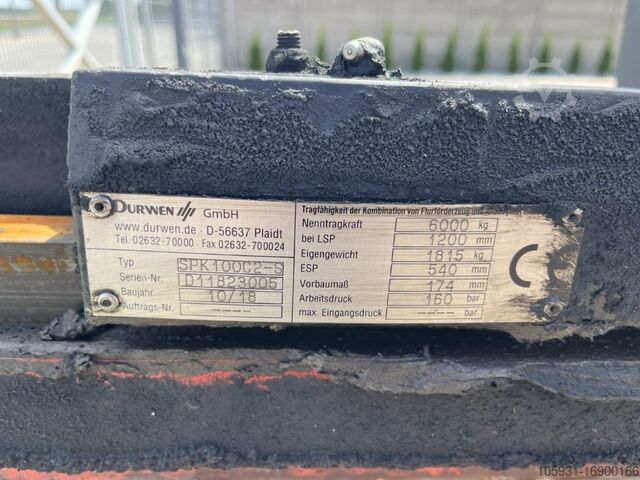 DURWEN GmbH
www.durwen.de - D-56637 Plaidt
Tel. 02632-70000 - Fax 02632-700024
Typ SPK100C2-S
Serien-Nr. D11823005
Baujahr 10/18
Auftrags-Nr. --.---.--
Tragfähigkeit der Kombination von Flurförderzeug und
Nenntragkraft 6000 kg
bei LSP 1200 mm
Eigengewicht 1815 kg
ESP 540 mm
Vorbaumaß 174 mm
Arbeitsdruck 160 bar
max. Eingangsdruck -.---.- bar
CE
105931-16900166